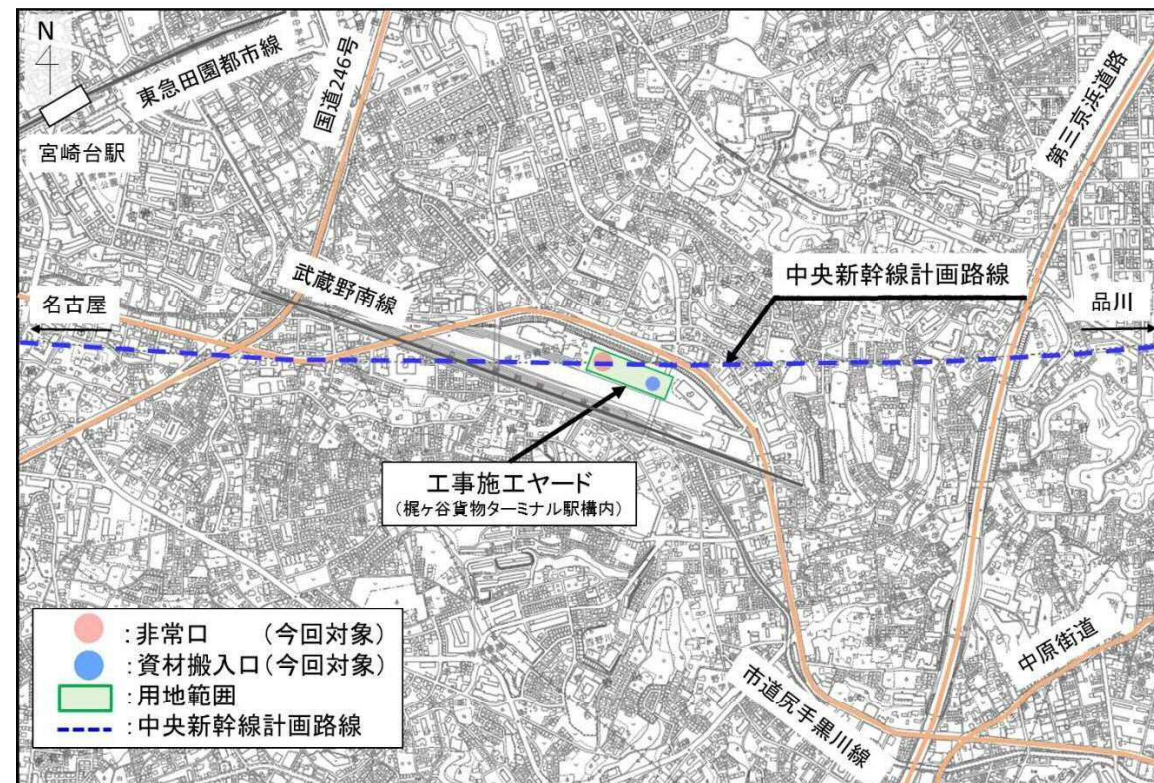 N
東急田園都市線
国道246号
第三京浜道路
宮崎台駅
武蔵野南線
中央新幹線計画路線
名古屋
品川
工事施工ヤード
(梶ヶ谷貨物ターミナル駅構内)
:非常口 (今回対象)
:資材搬入口(今回対象)
:用地範囲
:中央新幹線計画路線
市道尻手黒川線
中原街道